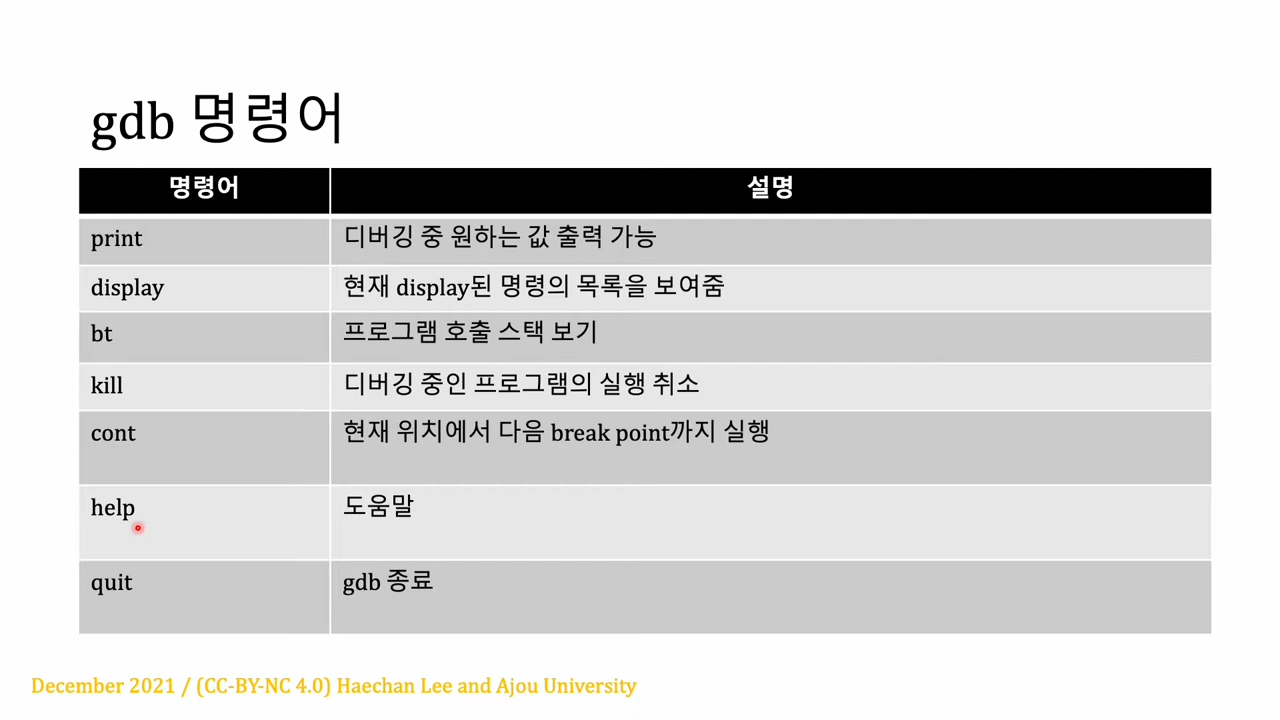 gdb 명령어
명령어 설명
print 디버깅 중 원하는 값 출력 가능
display 현재 display된 명령의 목록을 보여줌
bt 프로그램 호출 스택 보기
kill 디버깅 중인 프로그램의 실행 취소
cont 현재 위치에서 다음 break point까지 실행
help 도움말
quit gdb 종료
December 2021 / (CC-BY-NC 4.0) Haechan Lee and Ajou University